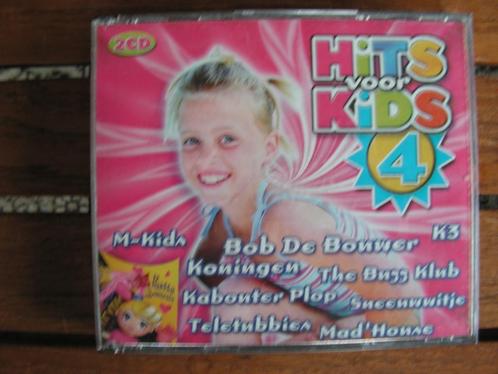 2CD
HiTS
voor
KiDS
4
M-Kids
Bob De Bouwer
K3
Koningen
The Buzz Klub
Kabouter Plop
Sneeuwwitje
Teletubbies
Mad'House